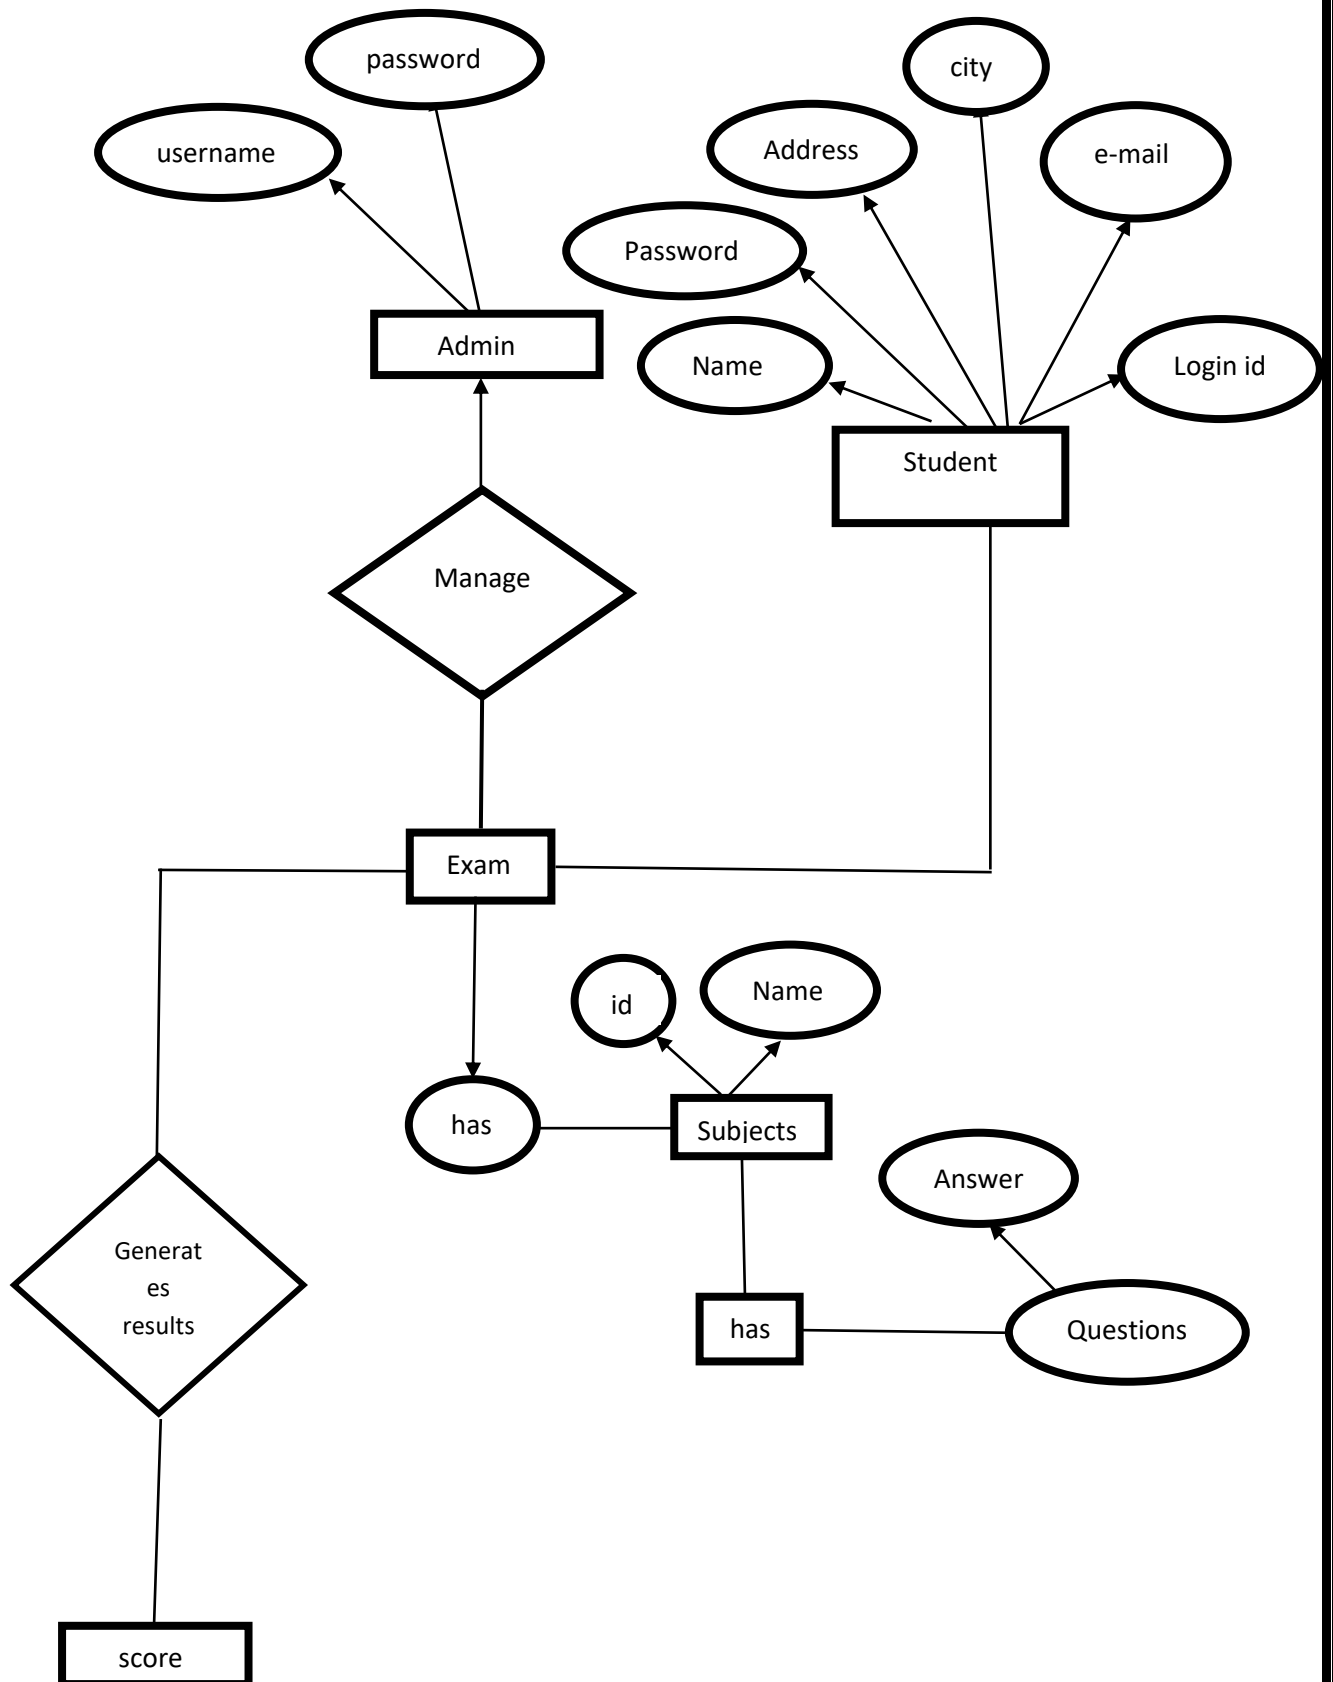 password
city
username
Address
e-mail
Password
Admin
Name
Login id
Student
Manage
Exam
id
Name
has
Subjects
Answer
Generat
es
results
has
Questions
score